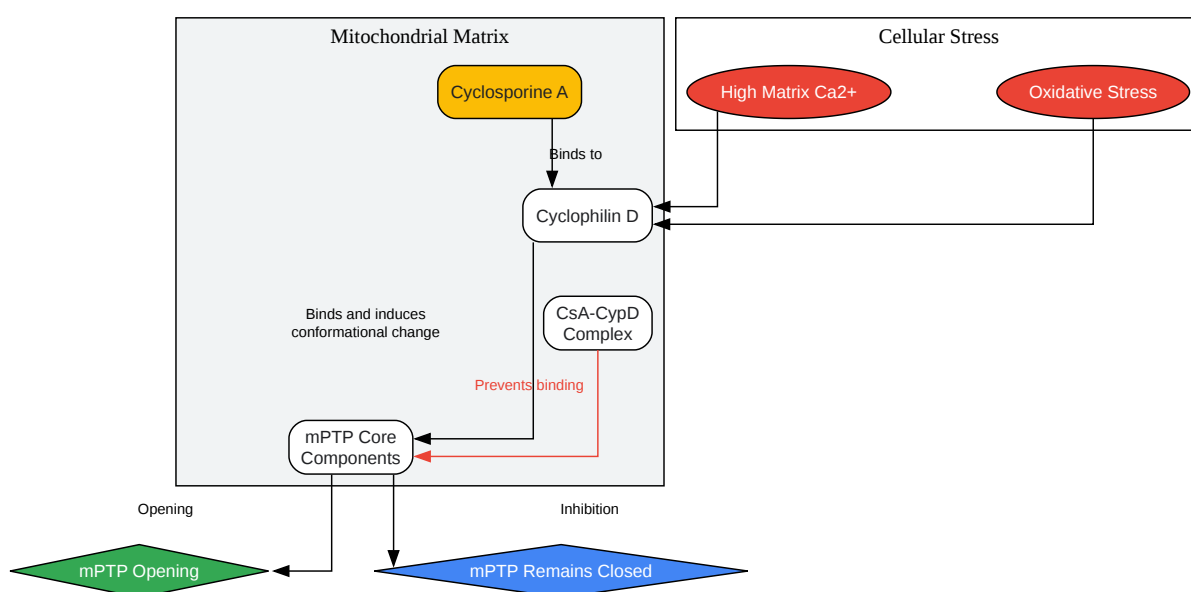 Mitochondrial Matrix
Cellular Stress
Cyclosporine A
High Matrix Ca2+
Oxidative Stress
Binds to
Cyclophilin D
Binds and induces
conformational change
CsA-CypD
Complex
Prevents binding
mPTP Core
Components
Opening
Inhibition
mPTP Opening
mPTP Remains Closed